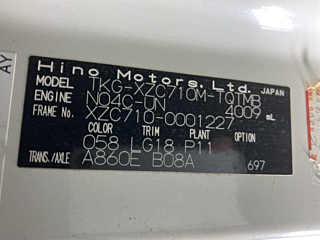 AY
Hino Motors, Ltd. JAPAN
MODEL TKG-XZC710M-TQTMB
ENGINE N04C-UN 4009 mL
FRAME No. XZC710-0001227
COLOR TRIM PLANT OPTION
058 LG18 P11
TRANS./AXLE A860E B08A
697